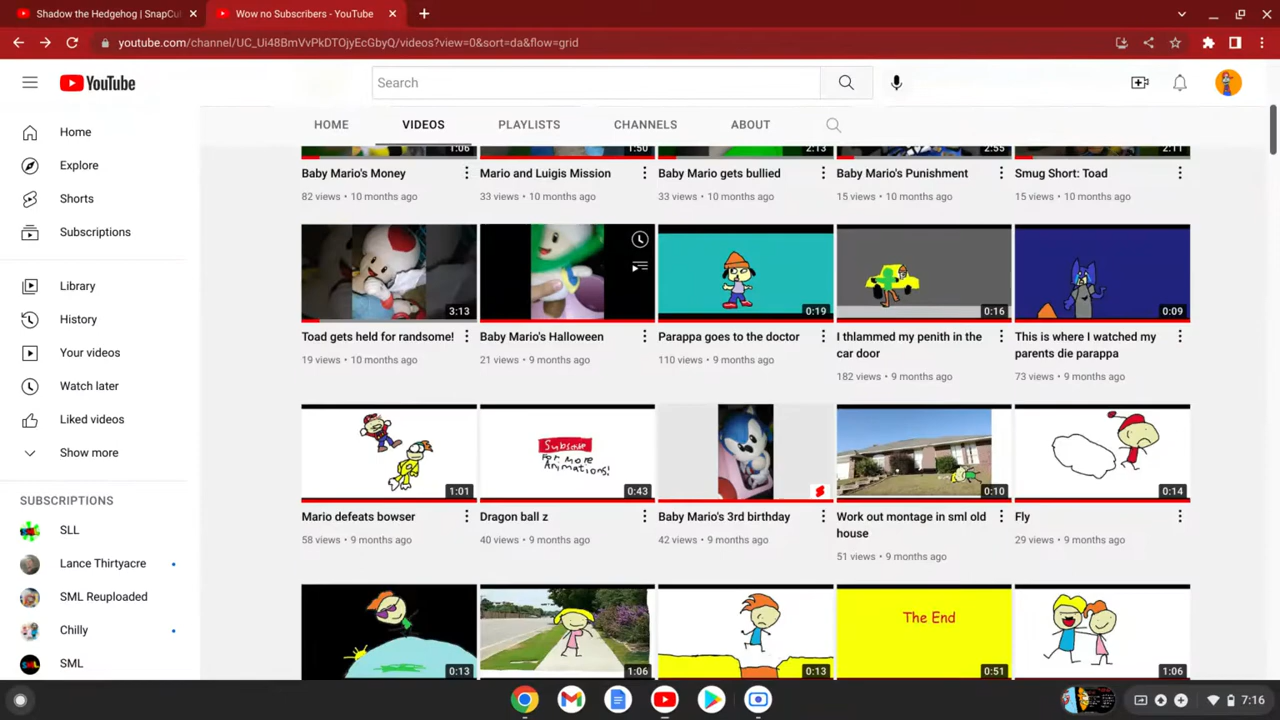 Shadow the Hedgehog | SnapCu
Wow no Subscribers - YouTube
youtube.com/channel/UC_Ui48BmVvPkDTOjyEcGbyQ/videos?view=0&sort=da&flow=grid
YouTube
Search
HOME VIDEOS PLAYLISTS CHANNELS ABOUT
Home
Explore
Shorts
Subscriptions
Library
History
Your videos
Watch later
Liked videos
Show more
SUBSCRIPTIONS
SLL
Lance Thirtyacre
SML Reuploaded
Chilly
SML
1:06 1:50 2:13 2:55 2:11
Baby Mario's Money Mario and Luigis Mission Baby Mario gets bullied Baby Mario's Punishment Smug Short: Toad
82 views • 10 months ago 33 views • 10 months ago 33 views • 10 months ago 15 views • 10 months ago 15 views • 10 months ago
3:13 0:19 0:16 0:09
Toad gets held for randsome! Baby Mario's Halloween Parappa goes to the doctor I thlammed my penith in the car door This is where I watched my parents die parappa
19 views • 10 months ago 21 views • 9 months ago 110 views • 9 months ago 182 views • 9 months ago 73 views • 9 months ago
Subscribe
For more
Animations!
1:01 0:43 0:10 0:14
Mario defeats bowser Dragon ball z Baby Mario's 3rd birthday Work out montage in sml old house Fly
58 views • 9 months ago 40 views • 9 months ago 42 views • 9 months ago 51 views • 9 months ago 29 views • 9 months ago
The End
0:13 1:06 0:13 0:51 1:06
SML
7:16